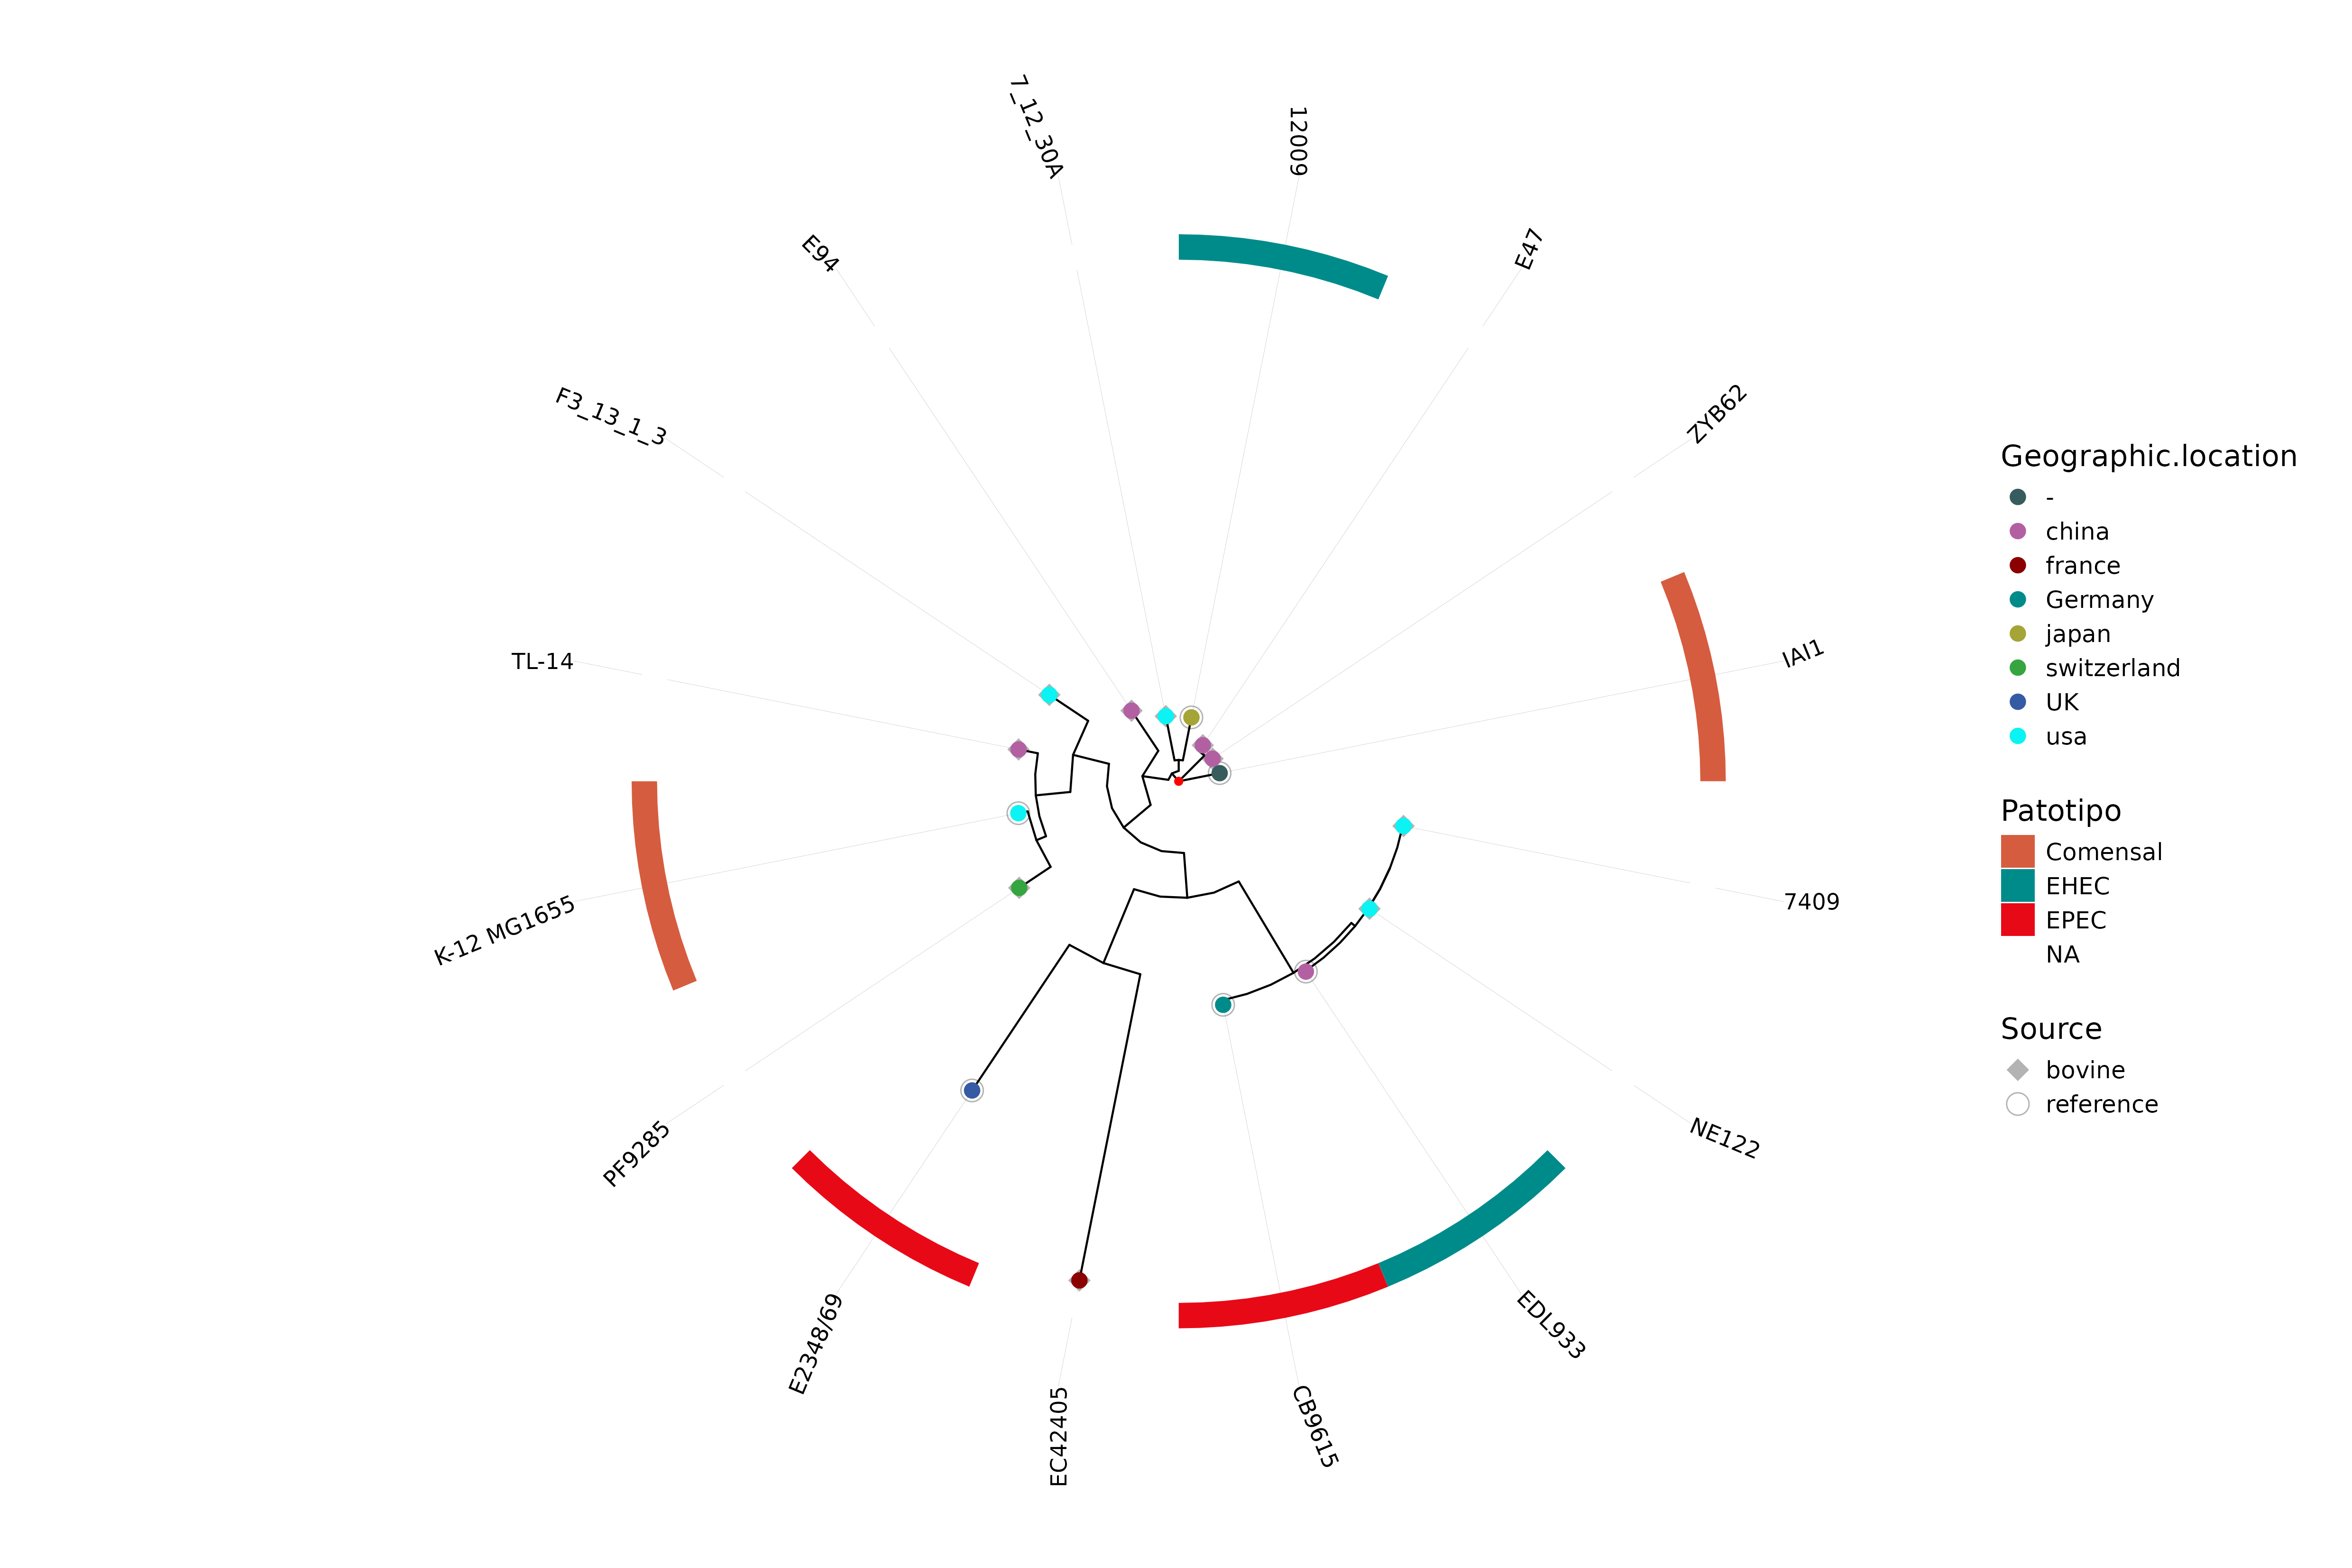 7_12_30A
12009
E94
E47
F3_13_1_3
ZYB62
TL-14
IAI1
K-12 MG1655
7409
PF9285
NE122
E2348/69
EDL933
EC42405
CB9615
Geographic.location
-
china
france
Germany
japan
switzerland
UK
usa
Patotipo
Comensal
EHEC
EPEC
NA
Source
bovine
reference